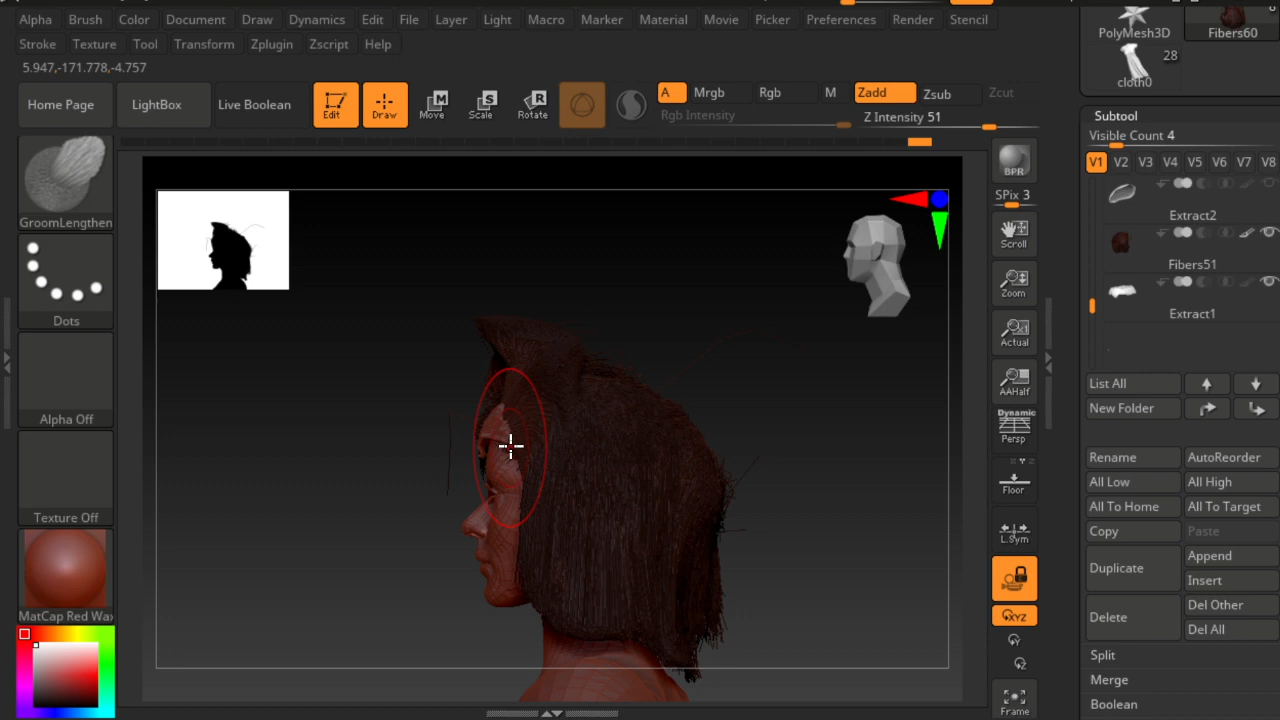 Alpha Brush Color Document Draw Dynamics Edit File Layer Light Macro Marker Material Movie Picker Preferences Render Stencil
Stroke Texture Tool Transform Zplugin Zscript Help
5.947,-171.778,-4.757
Home Page LightBox Live Boolean Edit Draw Move Scale Rotate A Mrgb Rgb M Zadd Zsub Zcut
Rgb Intensity Z Intensity 51
M
S
R
GroomLengthen
Dots
Alpha Off
Texture Off
MatCap Red Wax
BPR
SPix 3
Scroll
Zoom
Actual
AAHalf
Dynamic
Persp
Floor
L.Sym
XYZ
Y
Z
Frame
PolyMesh3D Fibers60
28
cloth0
Subtool
Visible Count 4
V1 V2 V3 V4 V5 V6 V7 V8
Extract2
Fibers51
Extract1
List All
New Folder
Rename AutoReorder
All Low All High
All To Home All To Target
Copy Paste
Duplicate Append
Insert
Delete Del Other
Del All
Split
Merge
Boolean